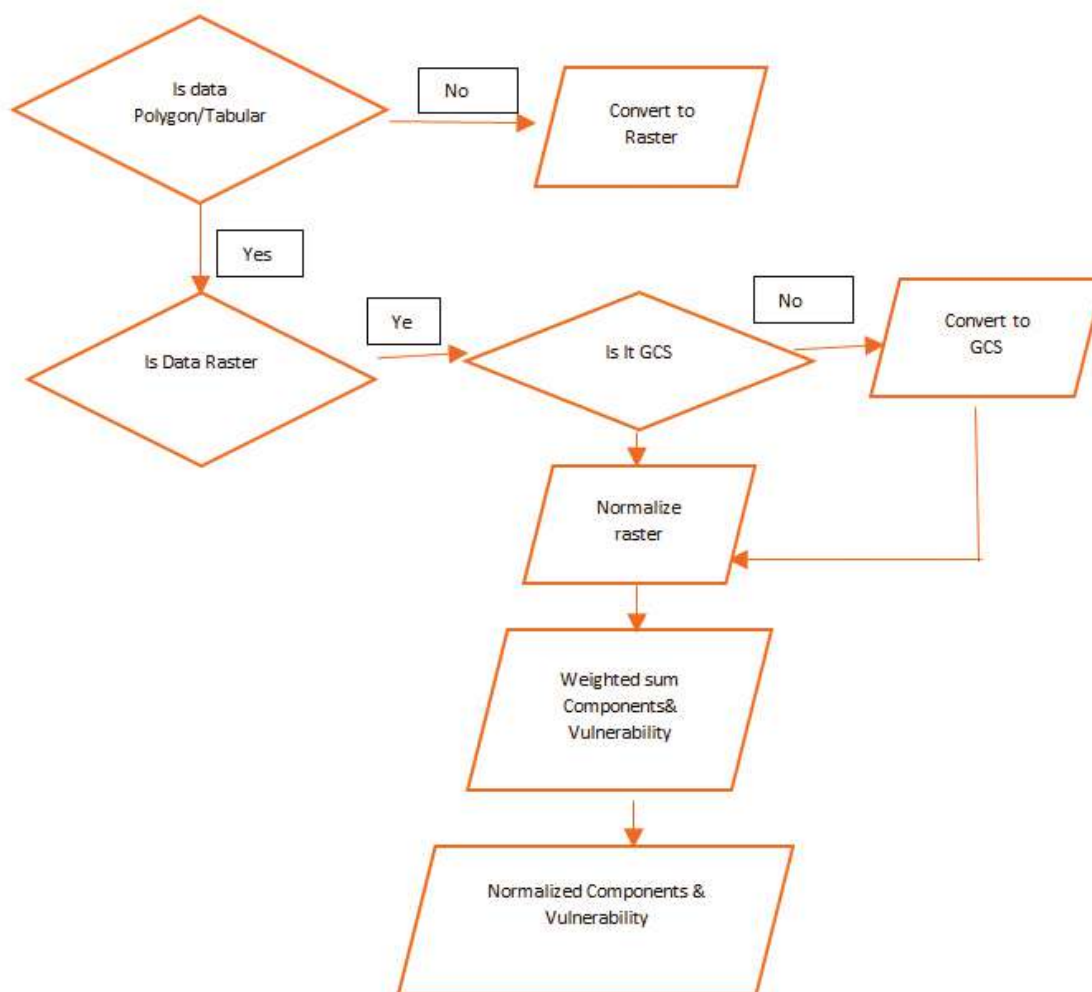 Is data
Polygon/Tabular
No
Convert to
Raster
Yes
Is Data Raster
Ye
Is It GCS
No
Convert to
GCS
Normalize
raster
Weighted sum
Components&
Vulnerability
Normalized Components &
Vulnerability